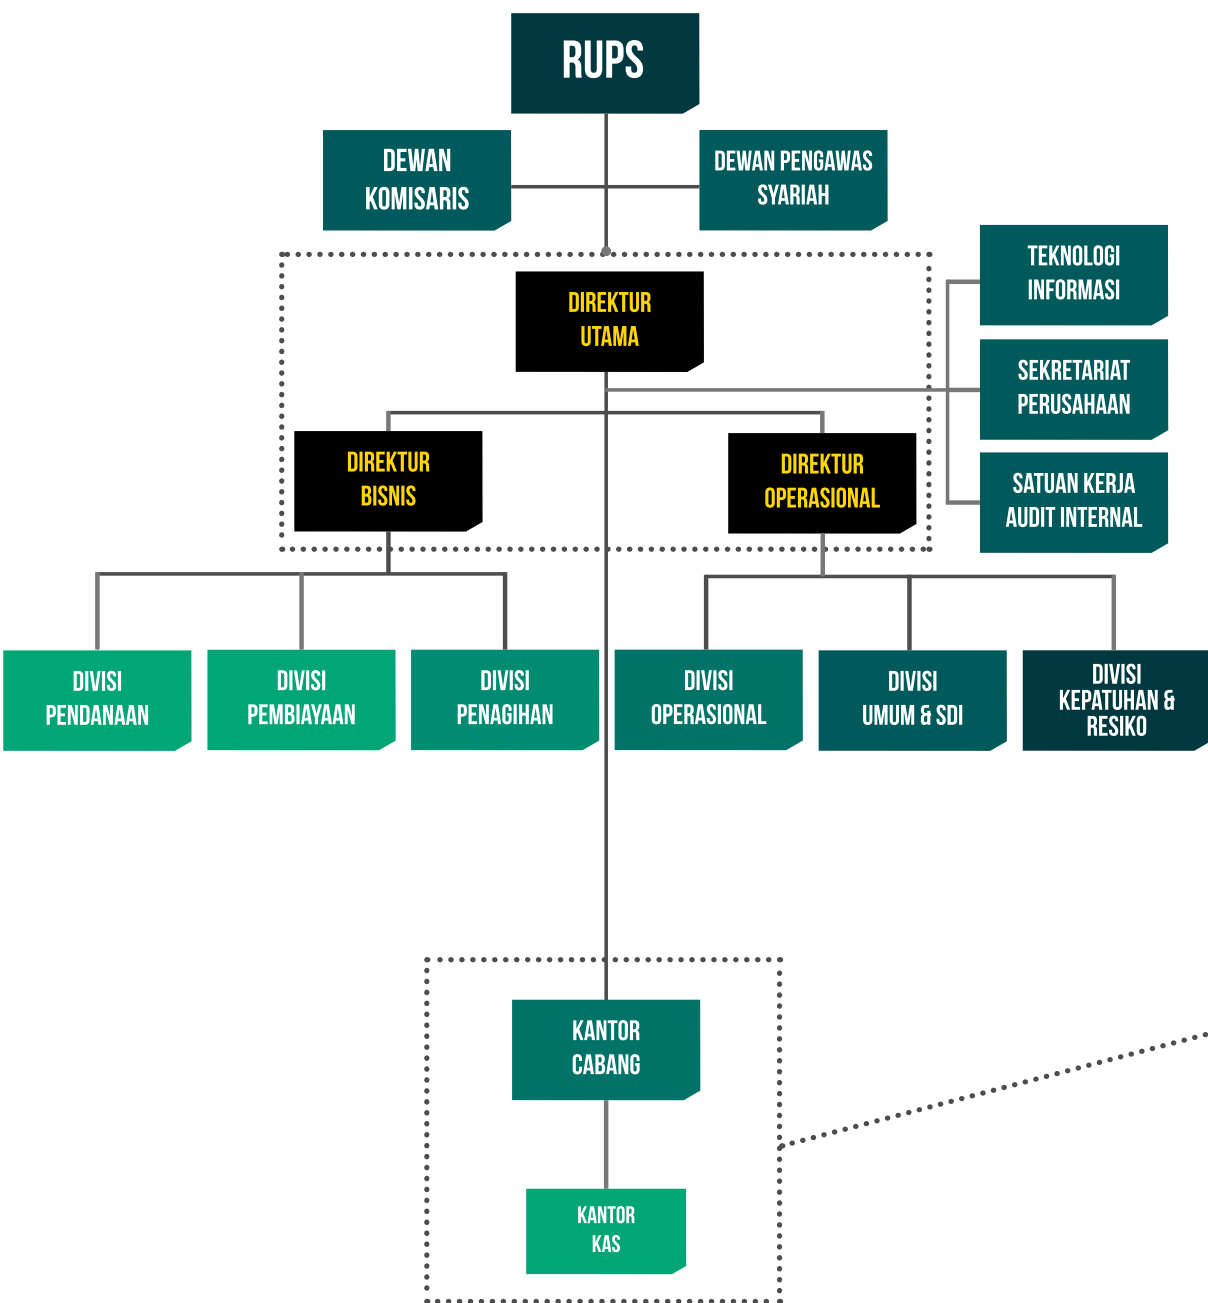 RUPS
DEWAN
KOMISARIS
DEWAN PENGAWAS
SYARIAH
TEKNOLOGI
INFORMASI
DIREKTUR
UTAMA
SEKRETARIAT
PERUSAHAAN
DIREKTUR
BISNIS
DIREKTUR
OPERASIONAL
SATUAN KERJA
AUDIT INTERNAL
DIVISI
PENDANAAN
DIVISI
PEMBIAYAAN
DIVISI
PENAGIHAN
DIVISI
OPERASIONAL
DIVISI
UMUM & SDI
DIVISI
KEPATUHAN &
RESIKO
KANTOR
CABANG
KANTOR
KAS